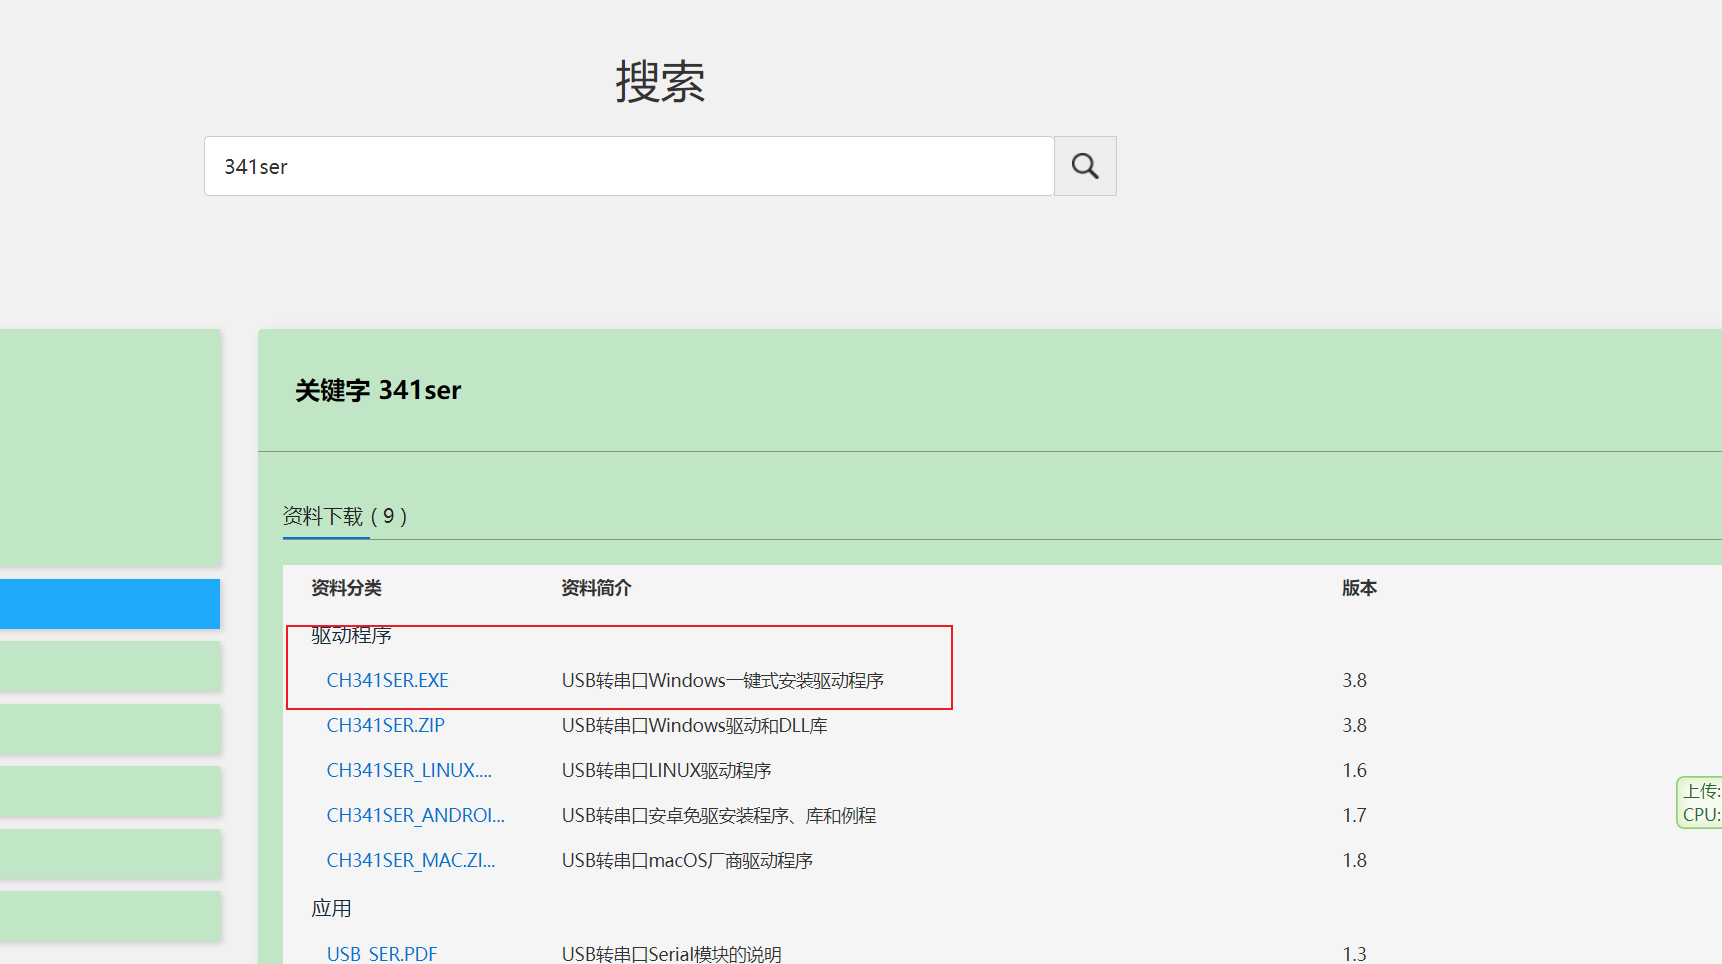 搜索
341ser
关键字 341ser
资料下载 ( 9 )
资料分类 资料简介 版本
驱动程序
CH341SER.EXE USB转串口Windows一键式安装驱动程序 3.8
CH341SER.ZIP USB转串口Windows驱动和DLL库 3.8
CH341SER_LINUX.... USB转串口LINUX驱动程序 1.6
上传:
CH341SER_ANDROI... USB转串口安卓免驱安装程序、库和例程 1.7
CPU:
CH341SER_MAC.ZI... USB转串口macOS厂商驱动程序 1.8
应用
USB_SER.PDF USB转串口Serial模块的说明 1.3